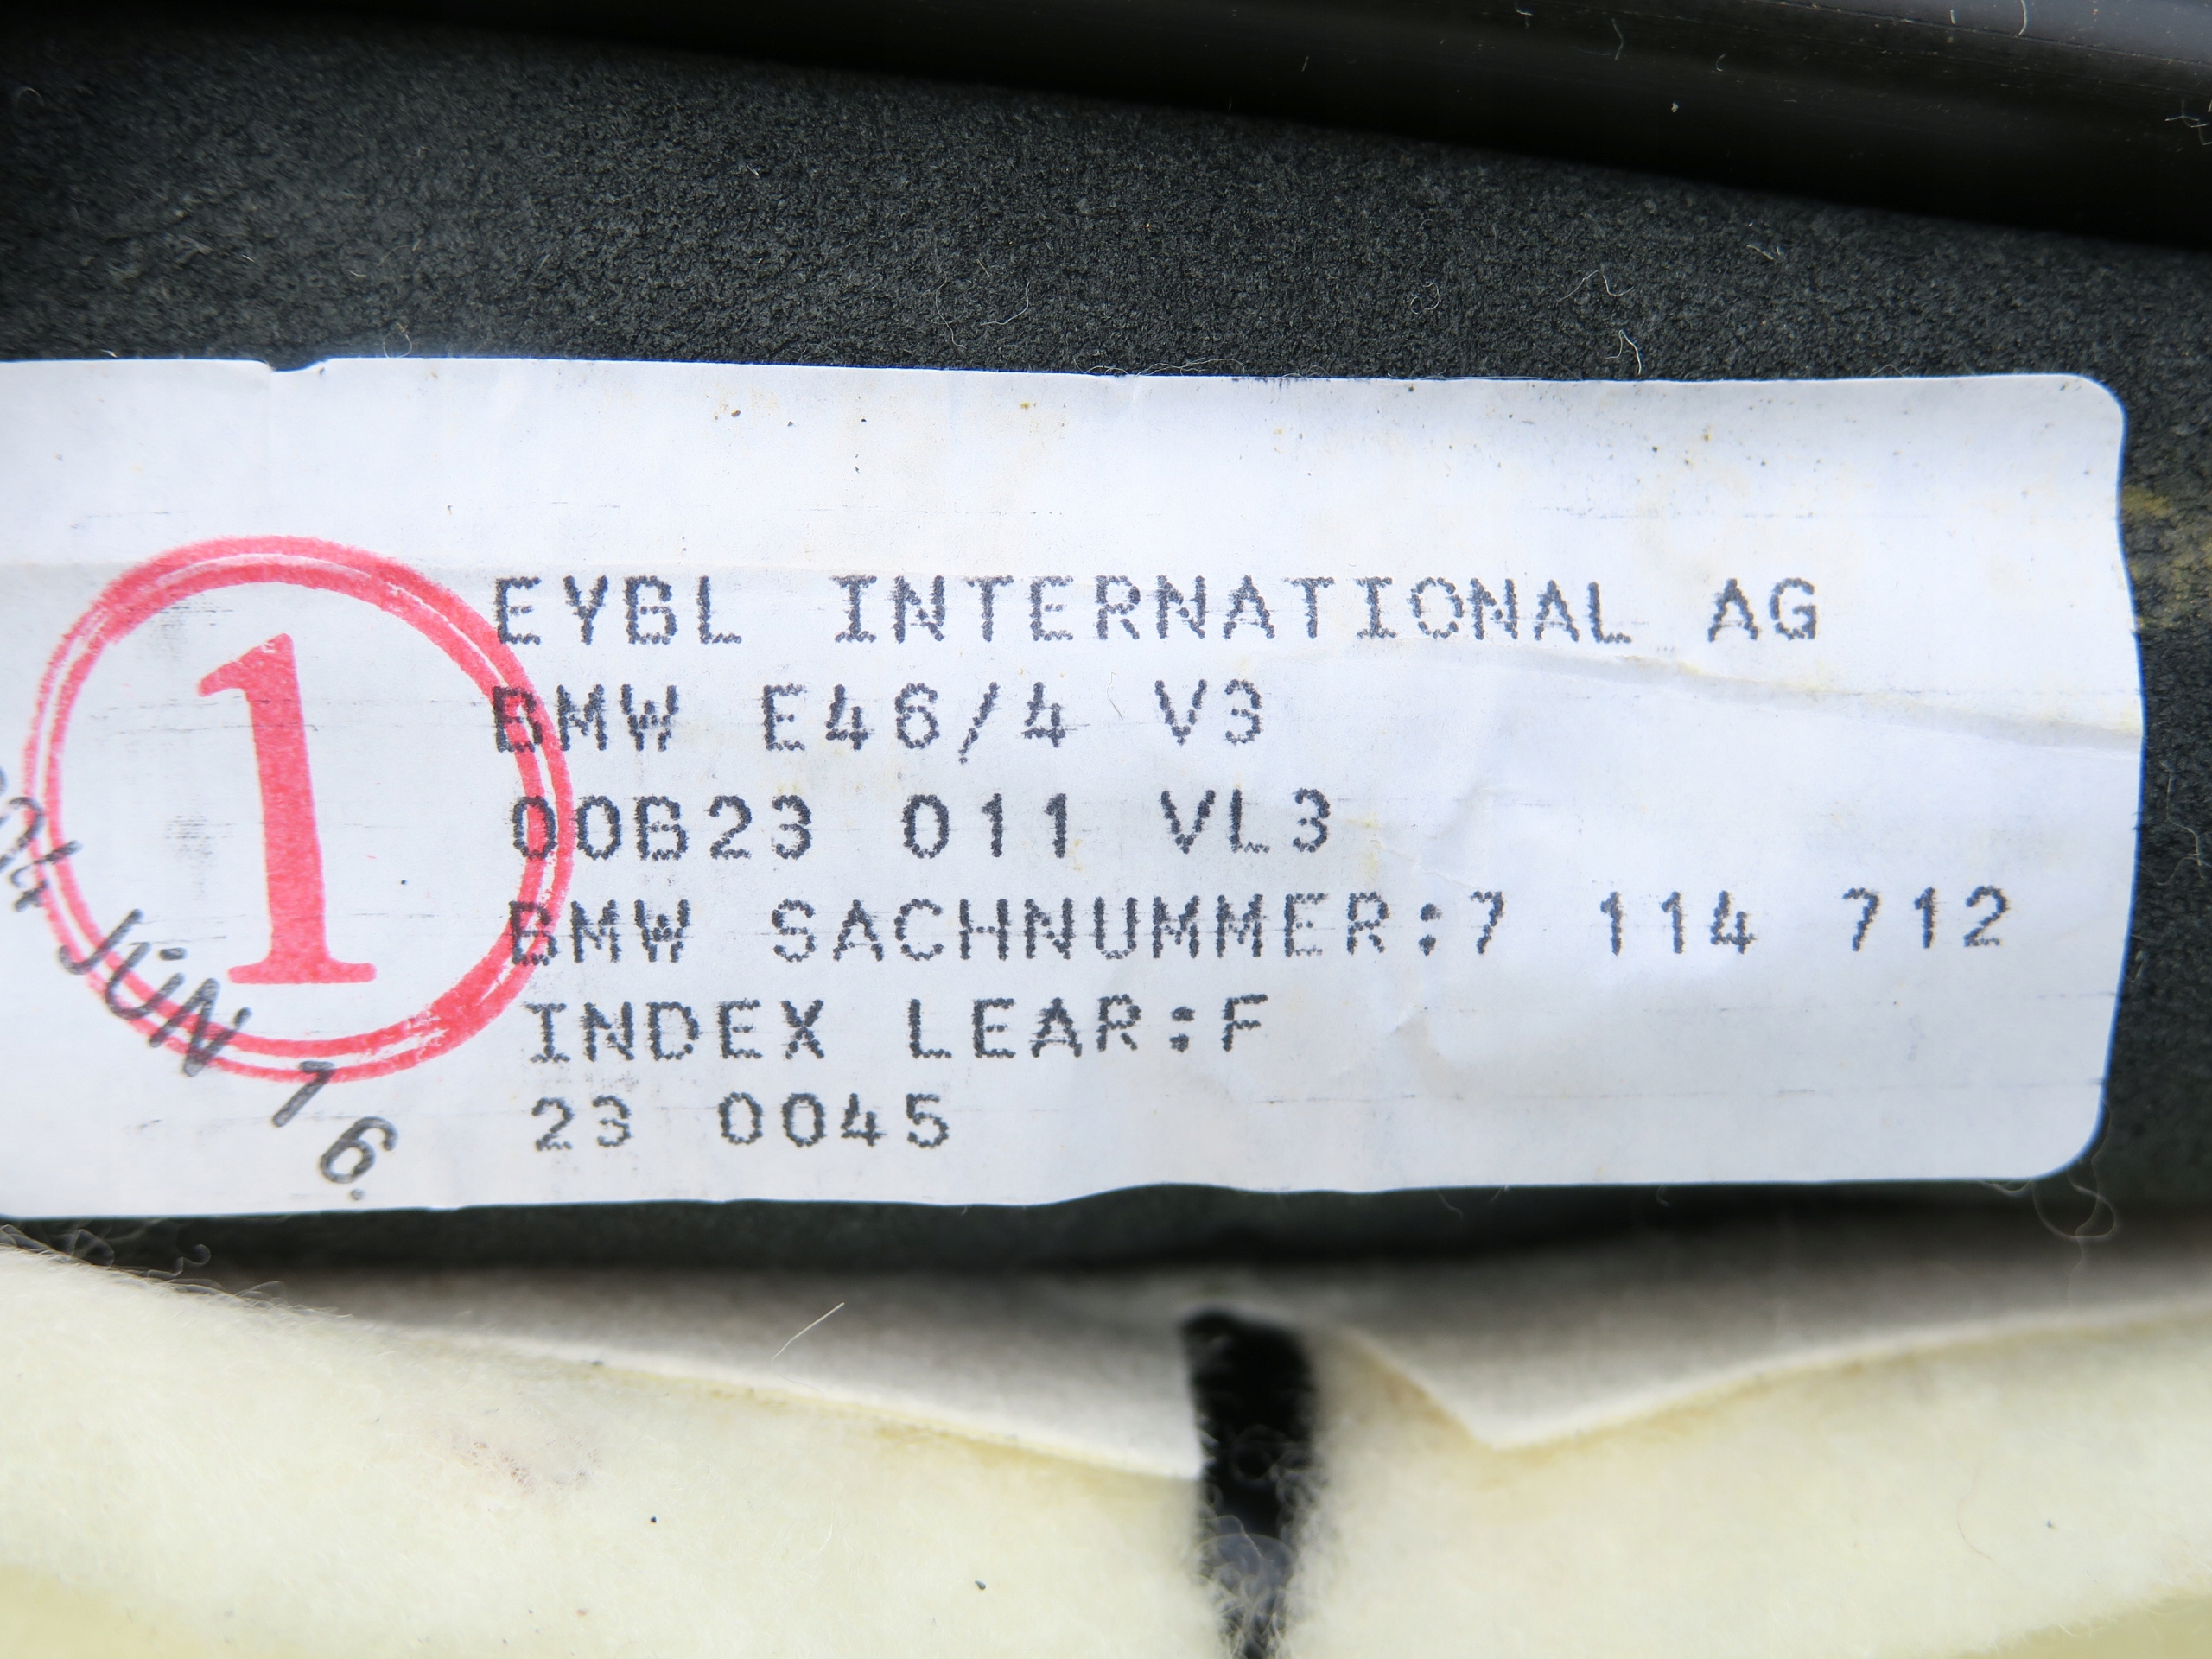 EYBL INTERNATIONAL AG
BMW E46/4 V3
00B23 011 VL3
BMW SACHNUMMER:7 114 712
INDEX LEAR:F
23 0045
1
JÚN 16.